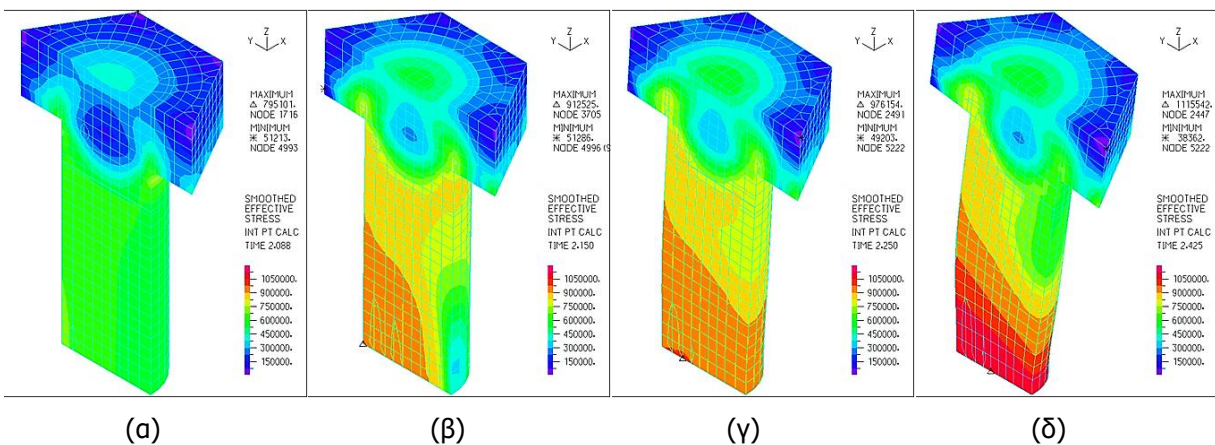 Z
Y X
MAXIMUM
△ 795101.
NODE 1716
MINIMUM
✳ 51213.
NODE 4993
SMOOTHED
EFFECTIVE
STRESS
INT PT CALC
TIME 2.088
1050000.
900000.
750000.
600000.
450000.
300000.
150000.
(α)
Z
Y X
MAXIMUM
△ 912525.
NODE 3705
MINIMUM
✳ 51286.
NODE 4996 (9
SMOOTHED
EFFECTIVE
STRESS
INT PT CALC
TIME 2.150
1050000.
900000.
750000.
600000.
450000.
300000.
150000.
(β)
Z
Y X
MAXIMUM
△ 976154.
NODE 2491
MINIMUM
✳ 49203.
NODE 5222
SMOOTHED
EFFECTIVE
STRESS
INT PT CALC
TIME 2.250
1050000.
900000.
750000.
600000.
450000.
300000.
150000.
(γ)
Z
Y X
MAXIMUM
△ 1115542.
NODE 2447
MINIMUM
✳ 38362.
NODE 5222
SMOOTHED
EFFECTIVE
STRESS
INT PT CALC
TIME 2.425
1050000.
900000.
750000.
600000.
450000.
300000.
150000.
(δ)